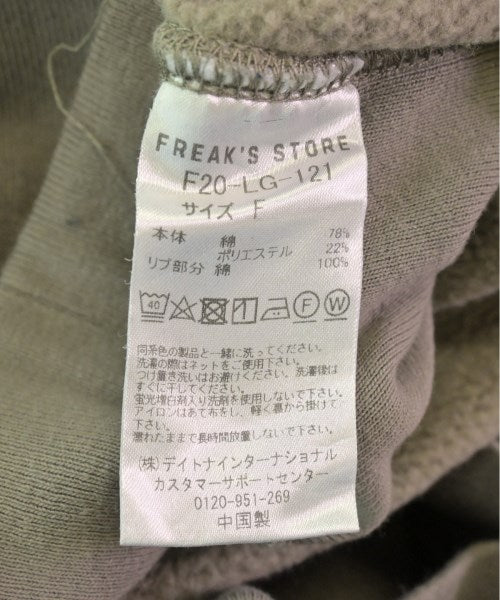 FREAK'S STORE
F20-LG-121
サイズ F
本体 綿 78%
ポリエステル 22%
リブ部分 綿 100%
40 F W
同系色の製品と一緒に洗ってください。
洗濯の際はネットをご使用下さい。
つけ置き洗いはお避けください。洗濯後は
すぐに干してください。
蛍光増白剤入り洗剤を使用しないで下さい。
アイロンはあて布をし、軽く裏から掛けて
下さい。
濡れたままで長時間放置しないで下さい。
(株)デイトナインターナショナル
カスタマーサポートセンター
0120-951-269
中国製